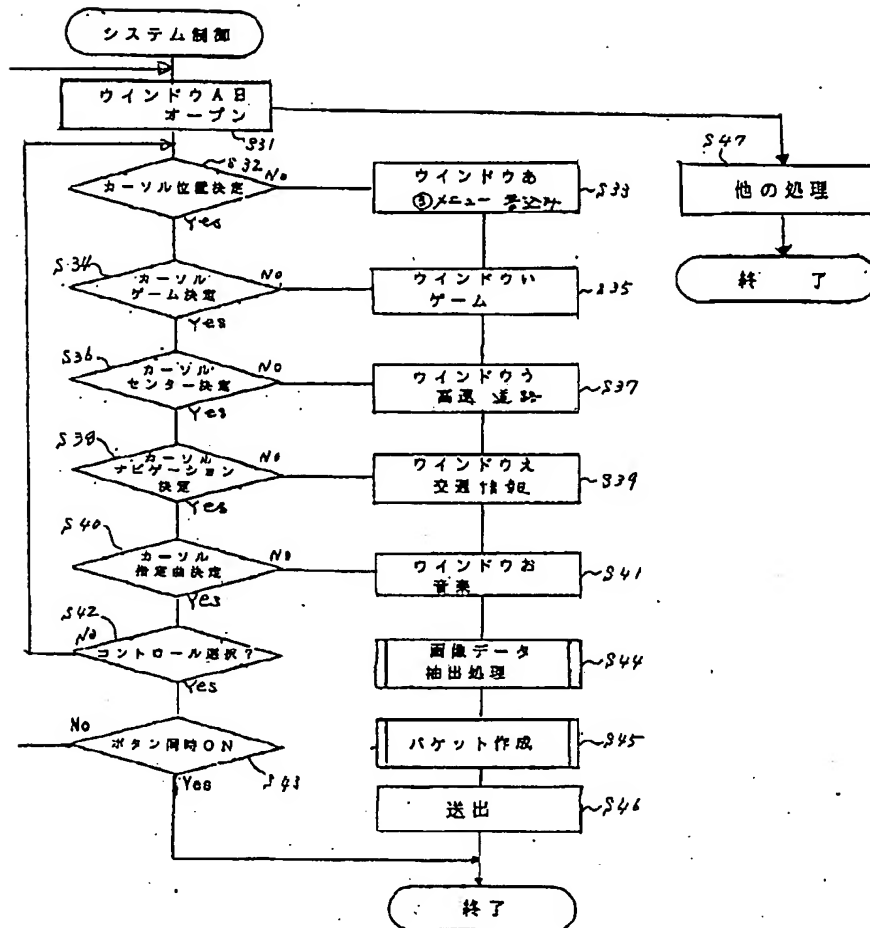 システム制御
ウインドウAB
オープン
S31
S32
カーソル位置決定
No
Yes
ウインドウあ
メニュー 書込み
S33
S47
他の処理
終 了
S34
カーソル
ゲーム決定
No
Yes
ウインドウい
ゲーム
S35
S36
カーソル
センター決定
No
Yes
ウインドウう
高速道路
S37
S38
カーソル
ナビゲーション
決定
No
Yes
ウインドウえ
交通情報
S39
S40
カーソル
指定曲決定
No
Yes
ウインドウお
音楽
S41
S42
No
コントロール選択?
Yes
画像データ
抽出処理
S44
No
ボタン同時ON
S43
Yes
パケット作成
S45
送出
S46
終了